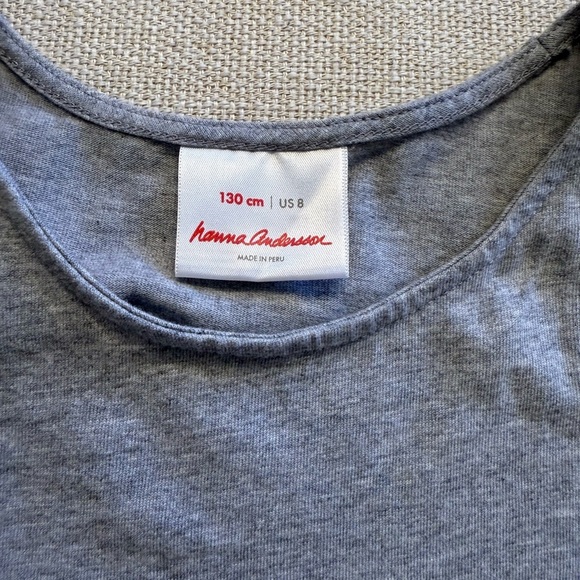 130 cm | US 8
hanna andersson
MADE IN PERU